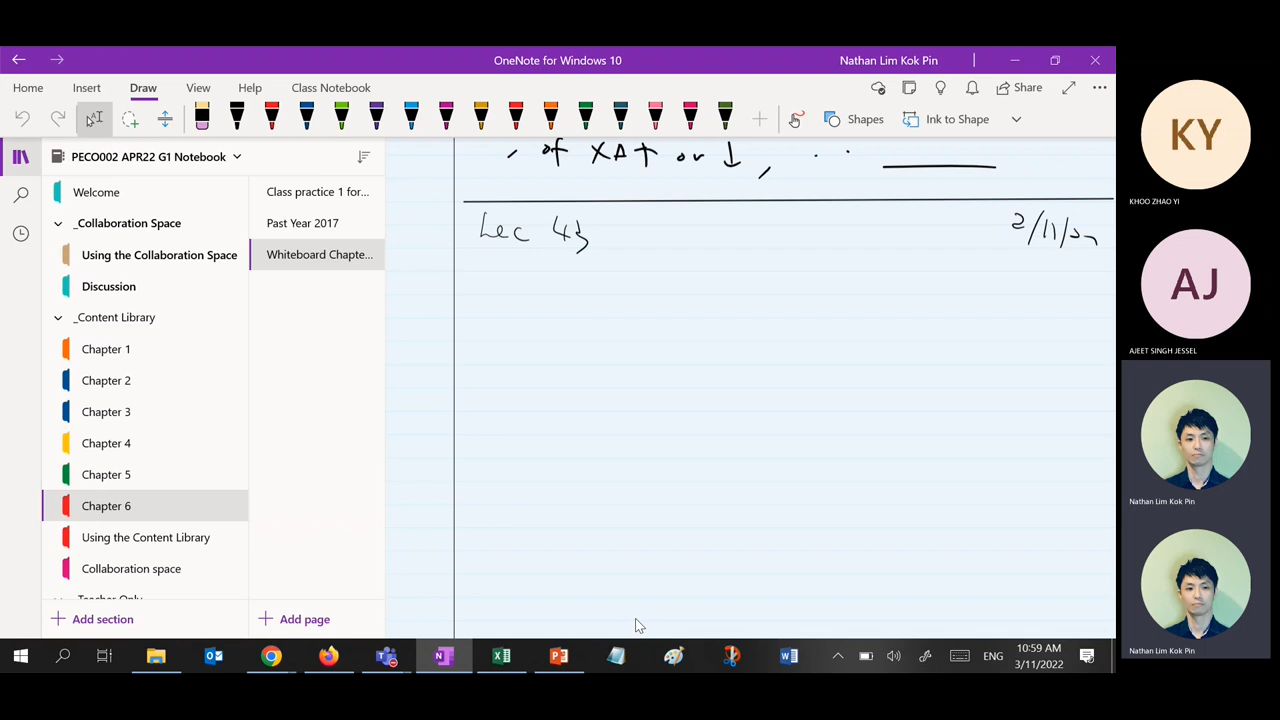 OneNote for Windows 10
Nathan Lim Kok Pin
Home Insert Draw View Help Class Notebook
Share
Shapes
Ink to Shape
PECO002 APR22 G1 Notebook
Welcome
_Collaboration Space
Using the Collaboration Space
Discussion
_Content Library
Chapter 1
Chapter 2
Chapter 3
Chapter 4
Chapter 5
Chapter 6
Using the Content Library
Collaboration space
Teacher Only
Add section
Class practice 1 for...
Past Year 2017
Whiteboard Chapte...
Add page
, of X∆↑ or ↓,
Lec 43
KY
KHOO ZHAO YI
AJ
AJEET SINGH JESSEL
Nathan Lim Kok Pin
Nathan Lim Kok Pin
ENG
10:59 AM
3/11/2022